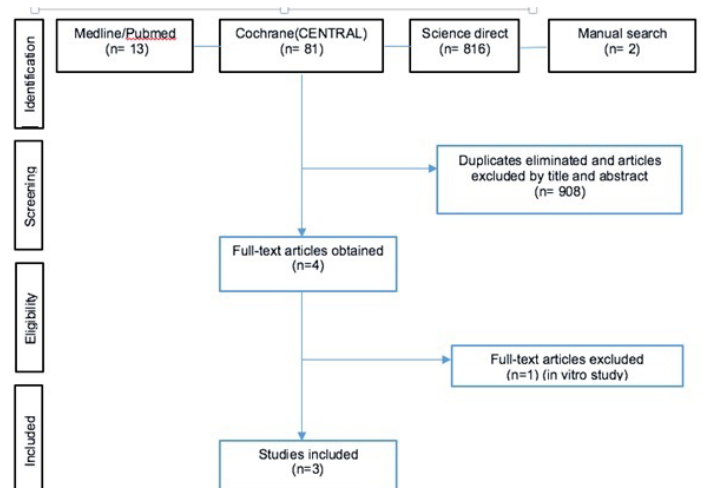 Identification
Medline/Pubmed
(n= 13)
Cochrane(CENTRAL)
(n= 81)
Science direct
(n= 816)
Manual search
(n= 2)
Screening
Duplicates eliminated and articles
excluded by title and abstract
(n= 908)
Full-text articles obtained
(n=4)
Eligibility
Full-text articles excluded
(n=1) (in vitro study)
Included
Studies included
(n=3)